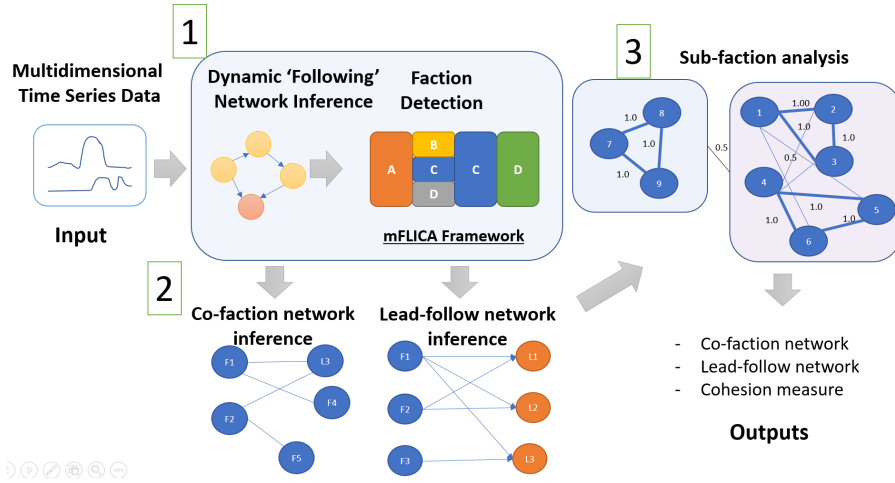 1
3
Multidimensional
Time Series Data
Input
Dynamic ‘Following’
Network Inference
Faction
Detection
A
B
C
D
C
D
mFLICA Framework
Sub-faction analysis
8
7
9
1.0
1.0
1.0
0.5
1
2
3
4
5
6
1.00
1.0
1.0
0.5
1.0
1.0
1.0
2
Co-faction network
inference
F1
L3
F4
F2
F5
Lead-follow network
inference
F1
L1
F2
L2
F3
L3
- Co-faction network
- Lead-follow network
- Cohesion measure
Outputs